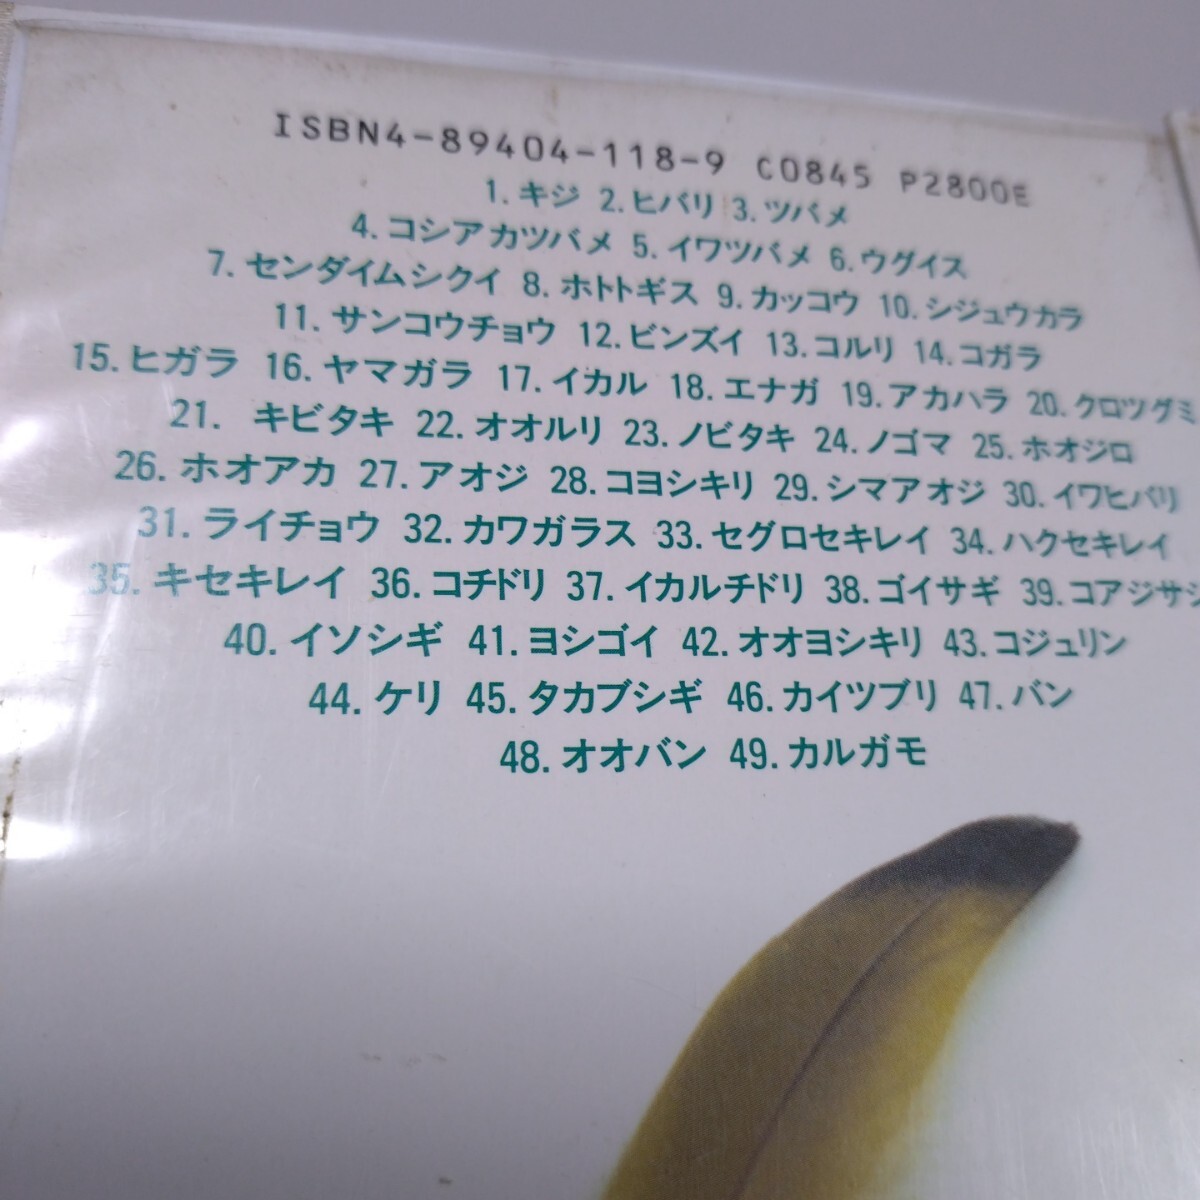 ISBN4-89404-118-9 C0845 P2800E
1.キジ 2.ヒバリ 3.ツバメ
4.コシアカツバメ 5.イワツバメ 6.ウグイス
7.センダイムシクイ 8.ホトトギス 9.カッコウ 10.シジュウカラ
11.サンコウチョウ 12.ビンズイ 13.コルリ 14.コガラ
15.ヒガラ 16.ヤマガラ 17.イカル 18.エナガ 19.アカハラ 20.クロツグミ
21. キビタキ 22.オオルリ 23.ノビタキ 24.ノゴマ 25.ホオジロ
26.ホオアカ 27.アオジ 28.コヨシキリ 29.シマアオジ 30.イワヒバリ
31.ライチョウ 32.カワガラス 33.セグロセキレイ 34.ハクセキレイ
35.キセキレイ 36.コチドリ 37.イカルチドリ 38.ゴイサギ 39.コアジサシ
40.イソシギ 41.ヨシゴイ 42.オオヨシキリ 43.コジュリン
44.ケリ 45.タカブシギ 46.カイツブリ 47.バン
48.オオバン 49.カルガモ